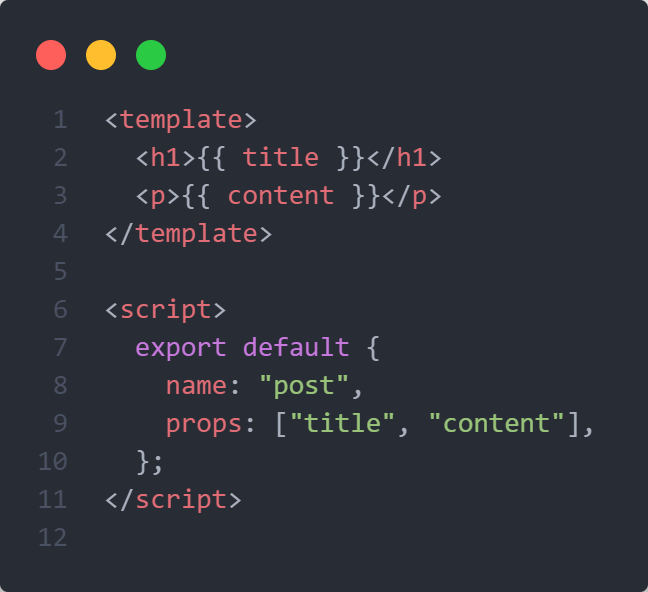 1 <template>
2   <h1>{{ title }}</h1>
3   <p>{{ content }}</p>
4 </template>
5
6 <script>
7   export default {
8     name: "post",
9     props: ["title", "content"],
10   };
11 </script>
12